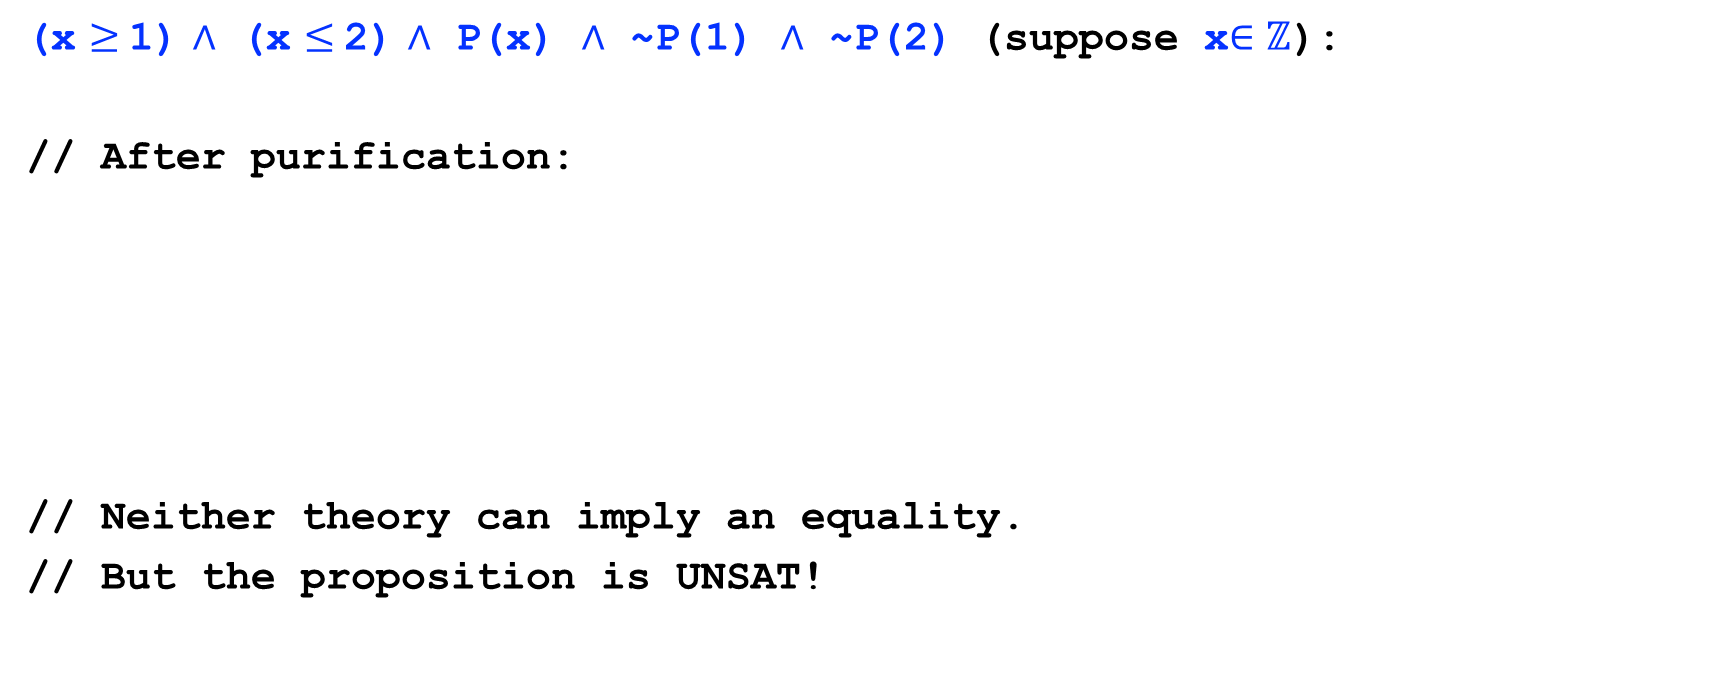 (x ≥ 1) ∧ (x ≤ 2) ∧ P(x) ∧ ~P(1) ∧ ~P(2) (suppose x∈ ℤ):
// After purification:
// Neither theory can imply an equality.
// But the proposition is UNSAT!